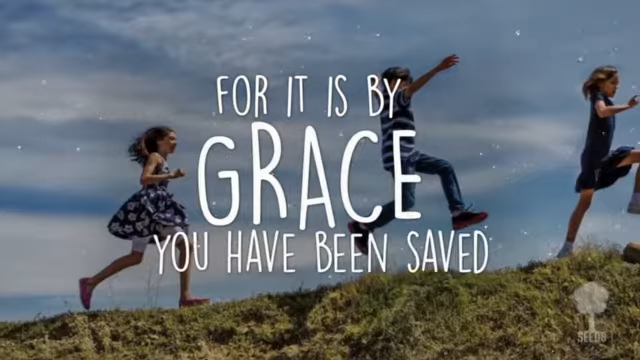 FOR IT IS BY
GRACE
YOU HAVE BEEN SAVED
SEEDS